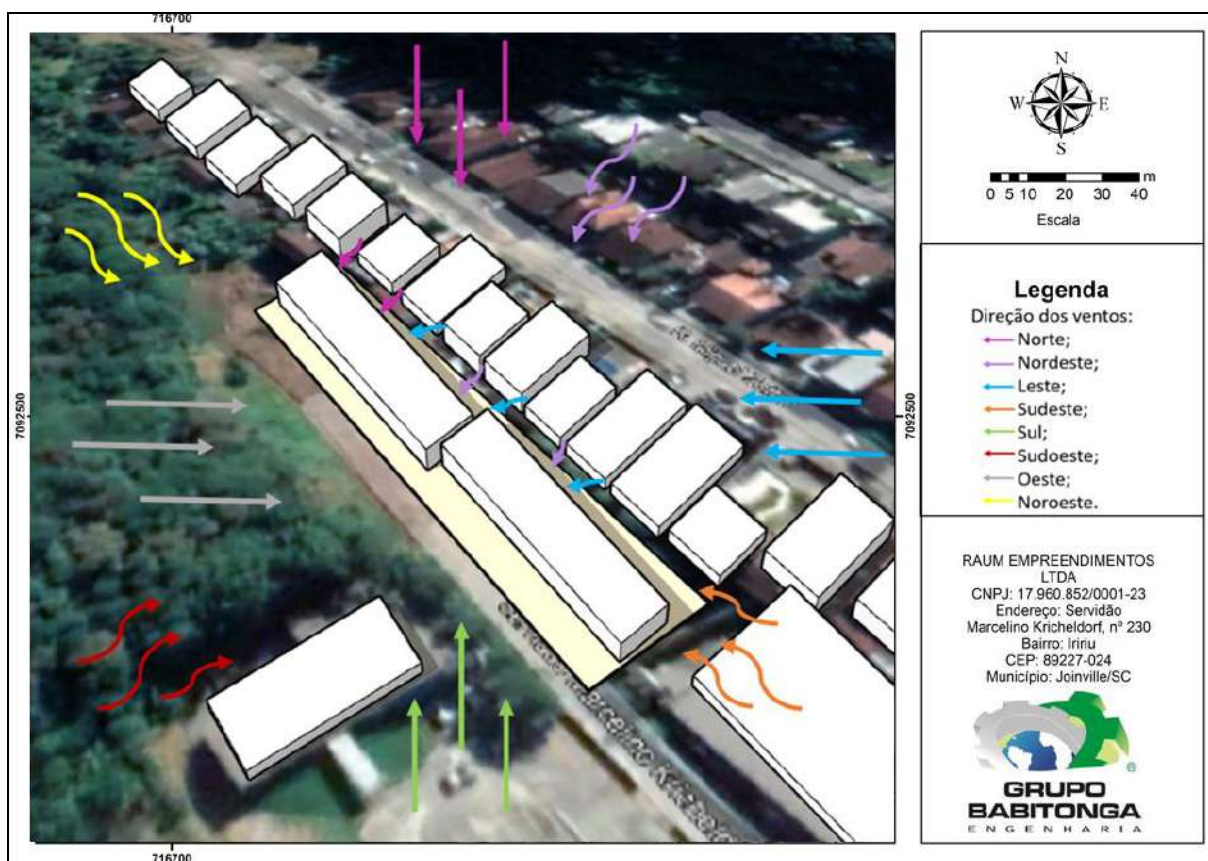 716700
7092500
7092500
716700
N
W E
S
0 5 10 20 30 40 m
Escala
Legenda
Direção dos ventos:
Norte;
Nordeste;
Leste;
Sudeste;
Sul;
Sudoeste;
Oeste;
Noroeste.
RAUM EMPREENDIMENTOS
LTDA
CNPJ: 17.960.852/0001-23
Endereço: Servidão
Marcelino Kricheldorf, nº 230
Bairro: Iririu
CEP: 89227-024
Município: Joinville/SC
GRUPO
BABITONGA
ENGENHARIA